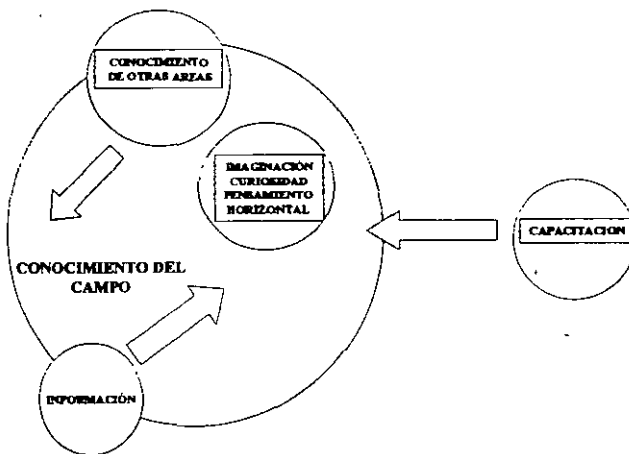 CONOCIMIENTO
DE OTRAS AREAS
IMAGINACIÓN
CURIOSIDAD
PENSAMIENTO
HORIZONTAL
CAPACITACION
CONOCIMIENTO DEL
CAMPO
INFORMACIÓN